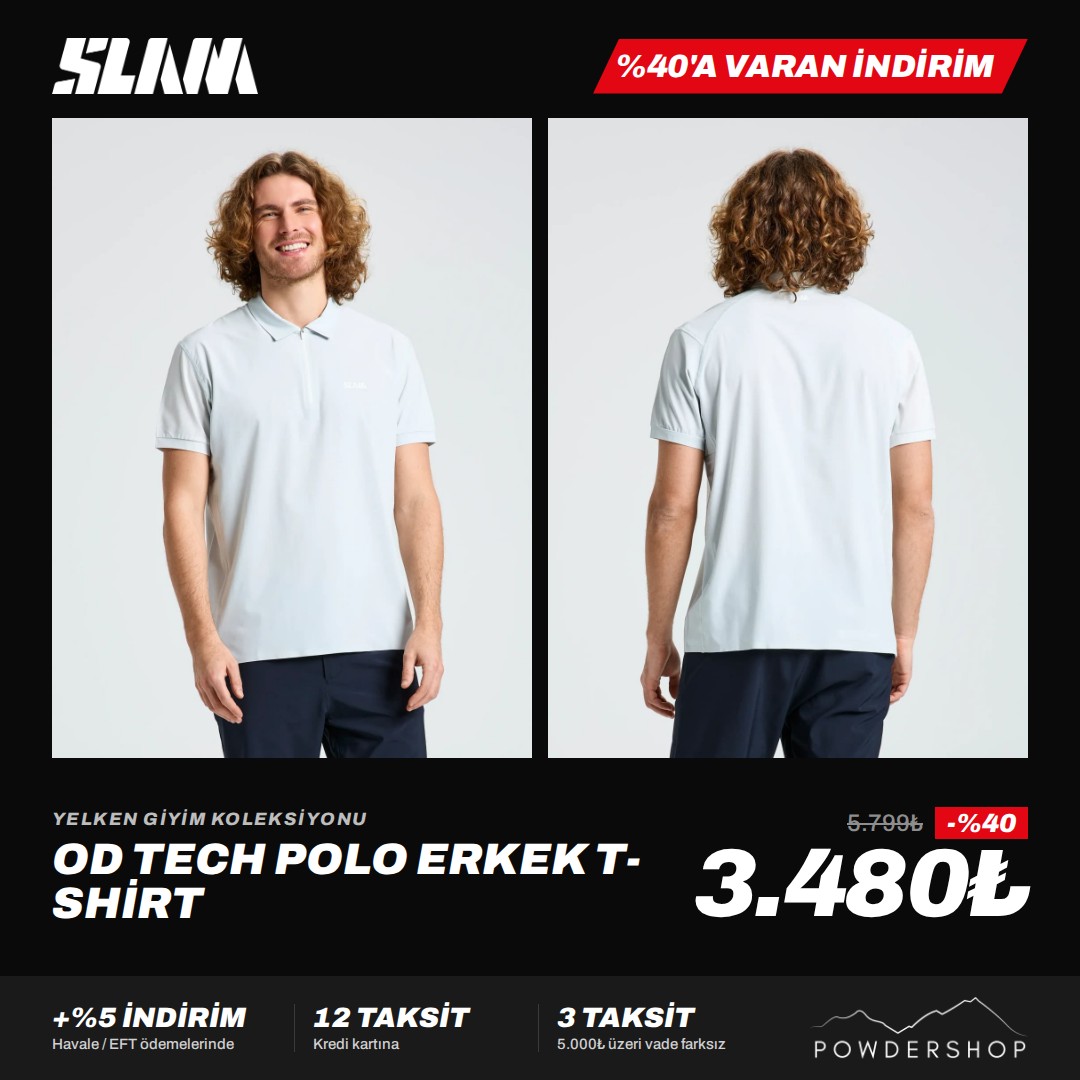 SLAM
%40'A VARAN İNDİRİM
SLAM
YELKEN GİYİM KOLEKSİYONU
OD TECH POLO ERKEK T-
SHİRT
5.799₺
-%40
3.480₺
+%5 İNDİRİM
Havale / EFT ödemelerinde
12 TAKSİT
Kredi kartına
3 TAKSİT
5.000₺ üzeri vade farksız
POWDERSHOP